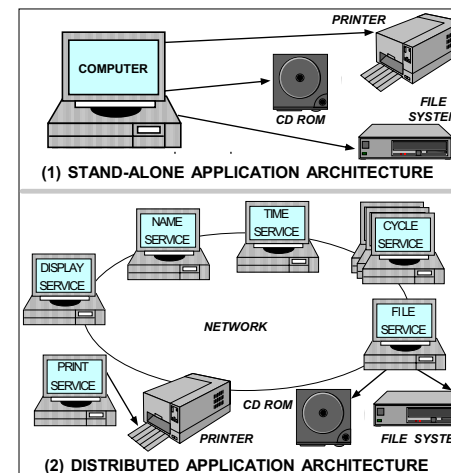 PRINTER
COMPUTER
CD ROM
FILE
SYSTEM
(1) STAND-ALONE APPLICATION ARCHITECTURE
NAME
SERVICE
TIME
SERVICE
CYCLE
SERVICE
DISPLAY
SERVICE
FILE
SERVICE
NETWORK
PRINT
SERVICE
CD ROM
PRINTER
FILE SYSTE
(2) DISTRIBUTED APPLICATION ARCHITECTURE